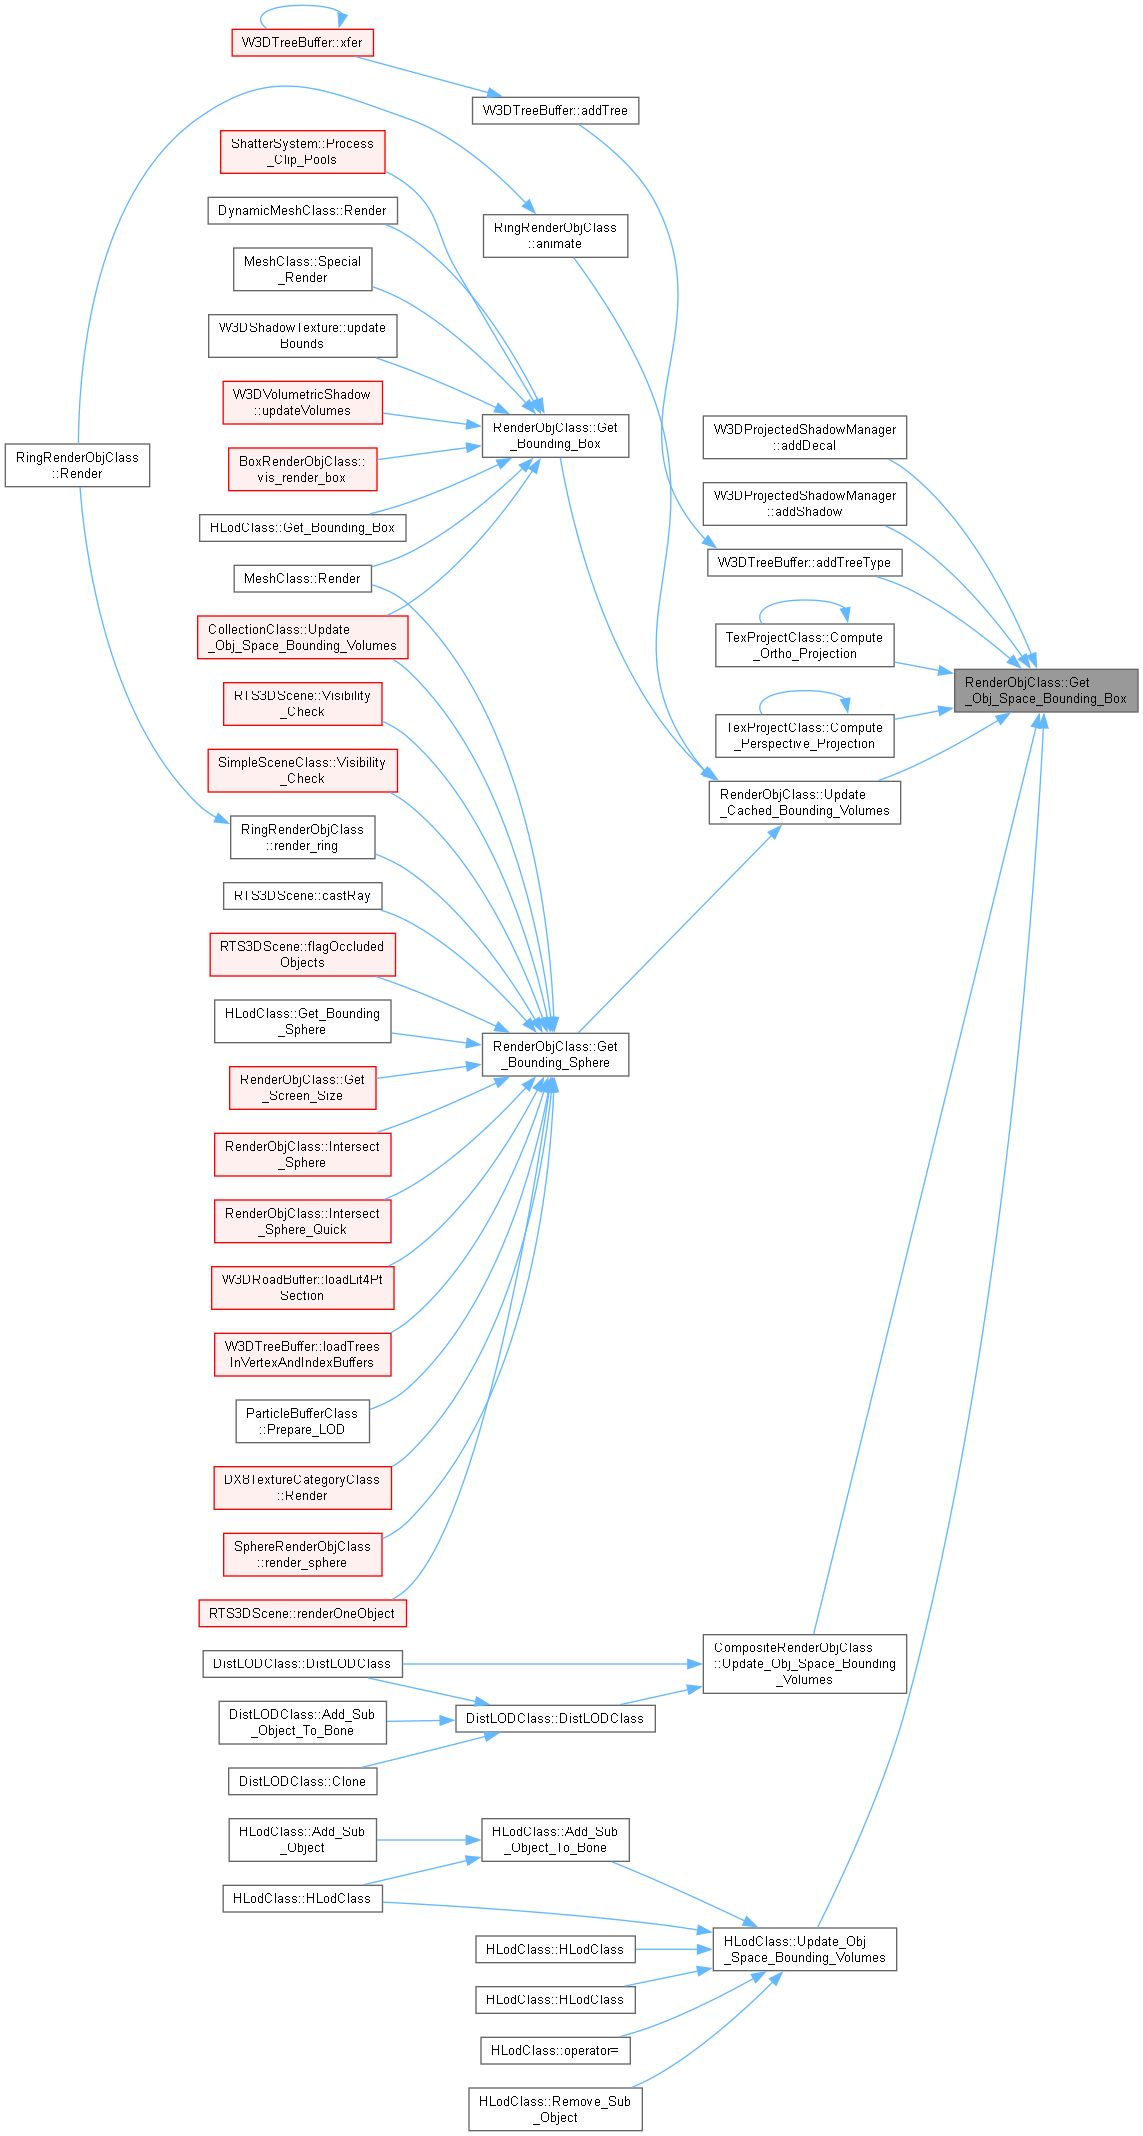 W3DTreeBuffer::xfer
W3DTreeBuffer::addTree
ShatterSystem::Process
_Clip_Pools
DynamicMeshClass::Render
RingRenderObjClass
::animate
MeshClass::Special
_Render
W3DShadowTexture::update
Bounds
W3DVolumetricShadow
::updateVolumes
RenderObjClass::Get
_Bounding_Box
W3DProjectedShadowManager
::addDecal
RingRenderObjClass
::Render
BoxRenderObjClass::
vis_render_box
W3DProjectedShadowManager
::addShadow
HLodClass::Get_Bounding_Box
W3DTreeBuffer::addTreeType
MeshClass::Render
CollectionClass::Update
_Obj_Space_Bounding_Volumes
TexProjectClass::Compute
_Ortho_Projection
RenderObjClass::Get
_Obj_Space_Bounding_Box
RTS3DScene::Visibility
_Check
TexProjectClass::Compute
_Perspective_Projection
SimpleSceneClass::Visibility
_Check
RenderObjClass::Update
_Cached_Bounding_Volumes
RingRenderObjClass
::render_ring
RTS3DScene::castRay
RTS3DScene::flagOccluded
Objects
HLodClass::Get_Bounding
_Sphere
RenderObjClass::Get
_Bounding_Sphere
RenderObjClass::Get
_Screen_Size
RenderObjClass::Intersect
_Sphere
RenderObjClass::Intersect
_Sphere_Quick
W3DRoadBuffer::loadLit4Pt
Section
W3DTreeBuffer::loadTrees
InVertexAndIndexBuffers
ParticleBufferClass
::Prepare_LOD
DX8TextureCategoryClass
::Render
SphereRenderObjClass
::render_sphere
RTS3DScene::renderOneObject
DistLODClass::DistLODClass
CompositeRenderObjClass
::Update_Obj_Space_Bounding
_Volumes
DistLODClass::Add_Sub
_Object_To_Bone
DistLODClass::DistLODClass
DistLODClass::Clone
HLodClass::Add_Sub
_Object
HLodClass::Add_Sub
_Object_To_Bone
HLodClass::HLodClass
HLodClass::Update_Obj
_Space_Bounding_Volumes
HLodClass::HLodClass
HLodClass::HLodClass
HLodClass::operator=
HLodClass::Remove_Sub
_Object